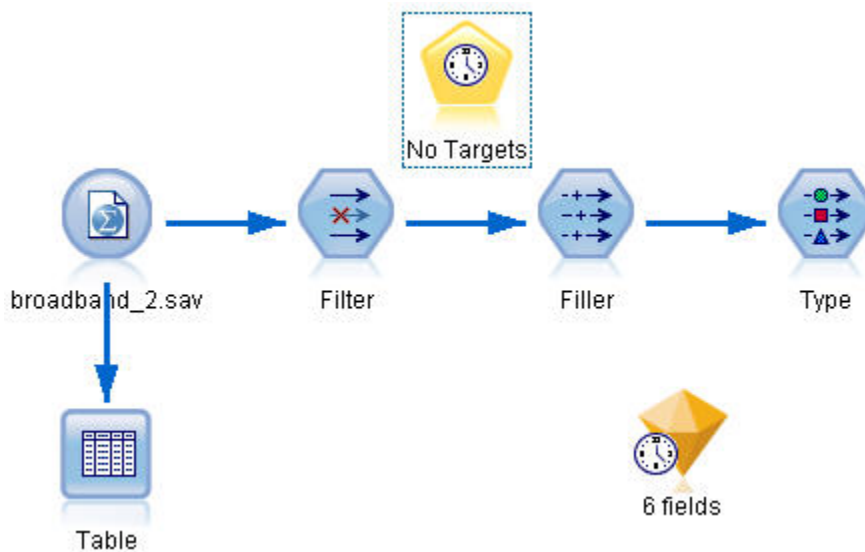 No Targets
broadband_2.sav
Filter
Filler
Type
6 fields
Table